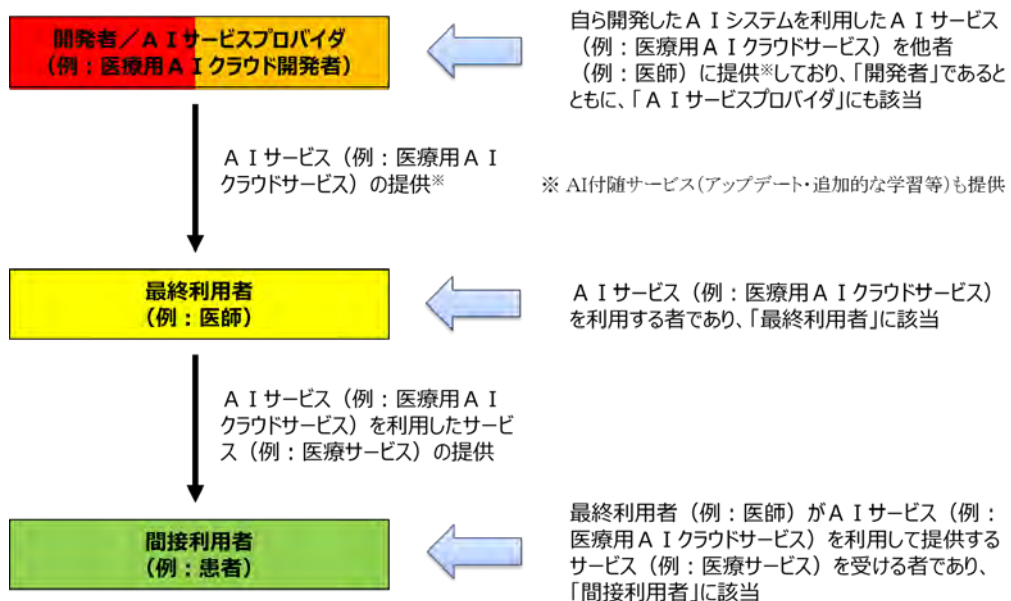 開発者／ＡＩサービスプロバイダ
（例：医療用ＡＩクラウド開発者）
自ら開発したＡＩシステムを利用したＡＩサービス
（例：医療用ＡＩクラウドサービス）を他者
（例：医師）に提供※しており、「開発者」であると
ともに、「ＡＩサービスプロバイダ」にも該当
ＡＩサービス（例：医療用ＡＩ
クラウドサービス）の提供※
※ AI付随サービス(アップデート・追加的な学習等)も提供
最終利用者
（例：医師）
ＡＩサービス（例：医療用ＡＩクラウドサービス）
を利用する者であり、「最終利用者」に該当
ＡＩサービス（例：医療用ＡＩ
クラウドサービス）を利用したサービ
ス（例：医療サービス）の提供
間接利用者
（例：患者）
最終利用者（例：医師）がＡＩサービス（例：
医療用ＡＩクラウドサービス）を利用して提供する
サービス（例：医療サービス）を受ける者であり、
「間接利用者」に該当